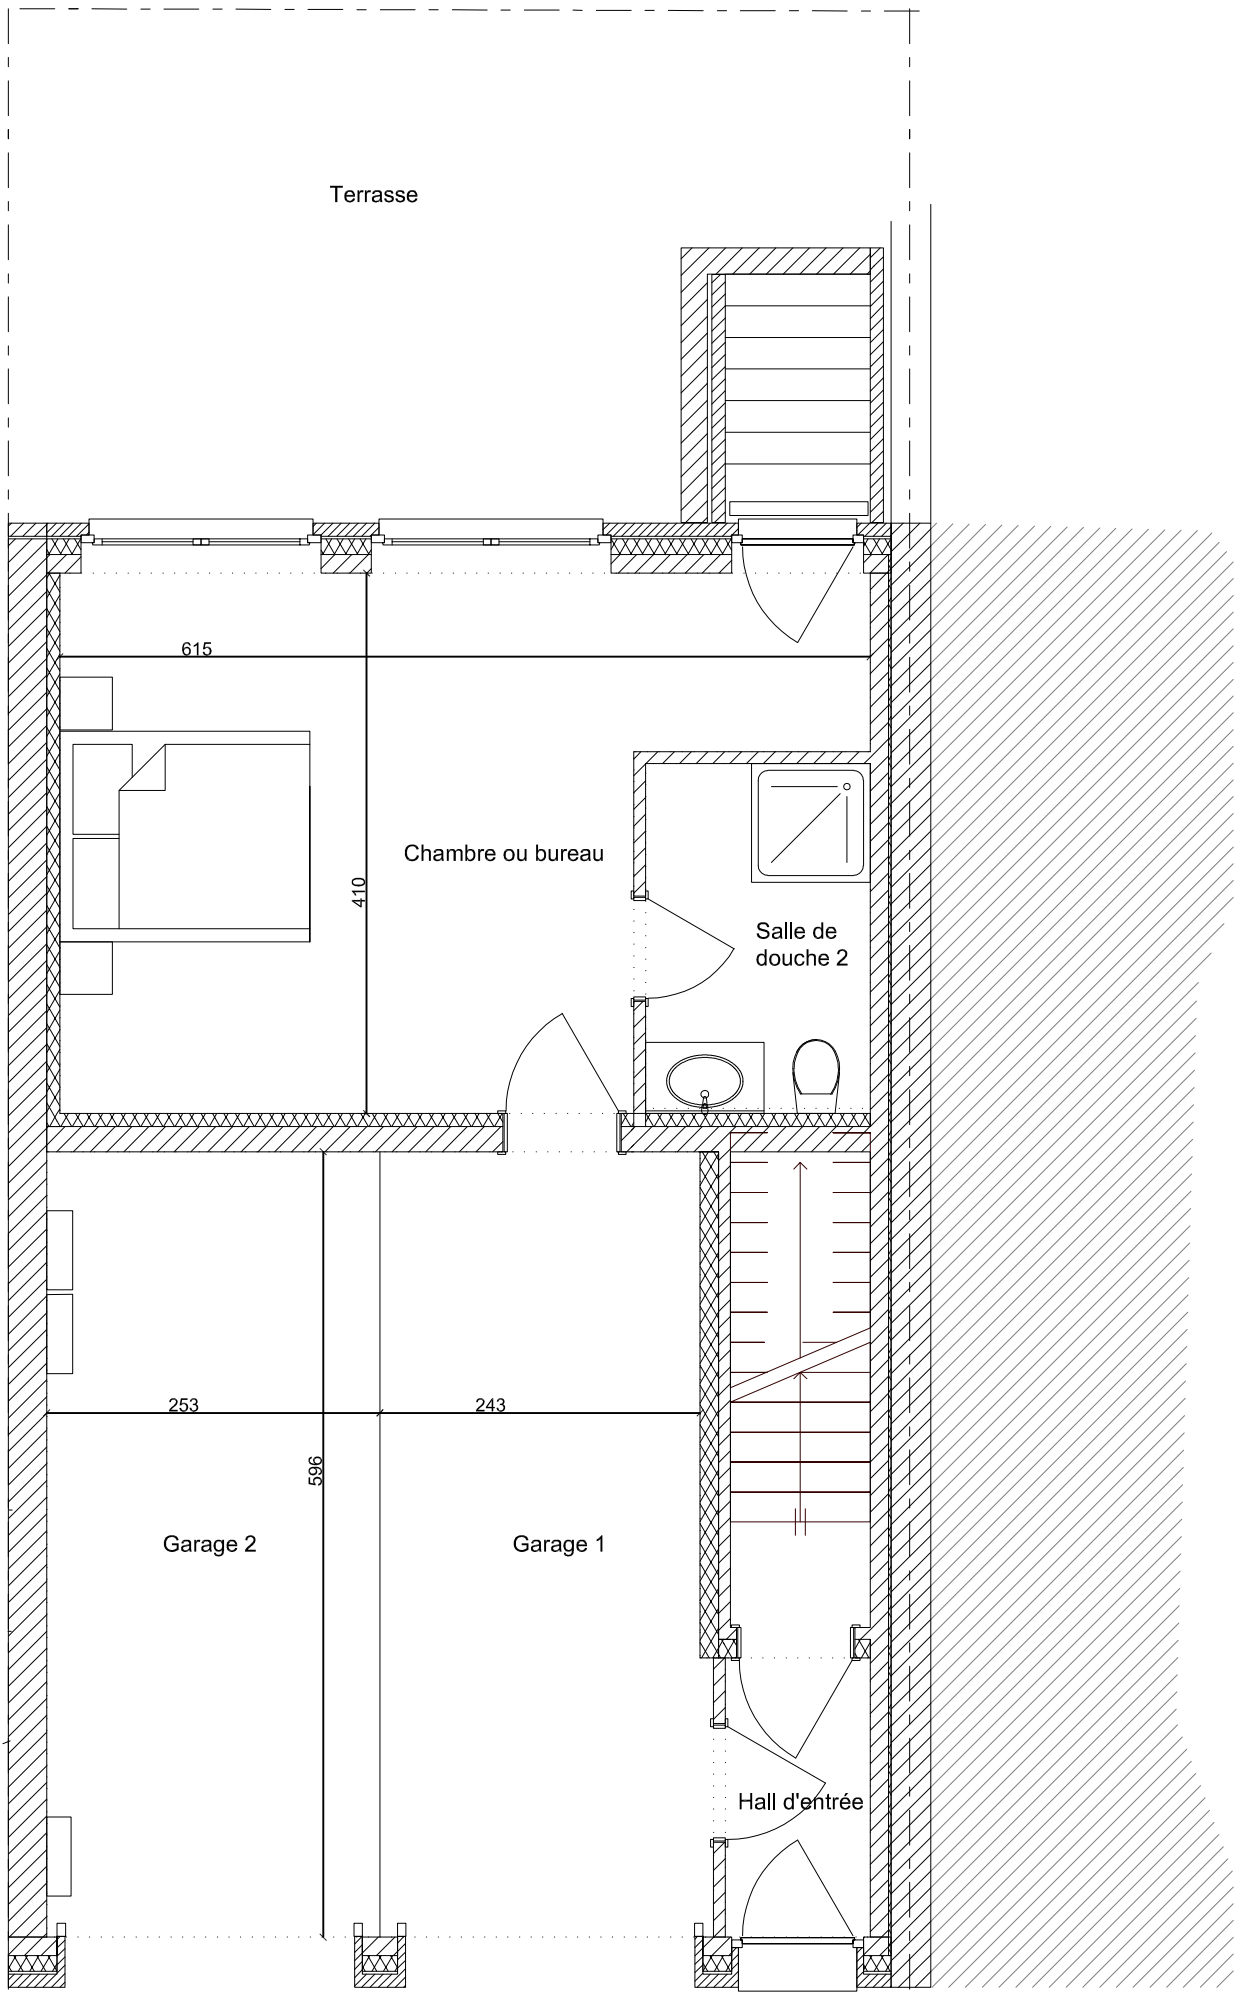 Terrasse
615
Chambre ou bureau
410
Salle de
douche 2
253
243
596
Garage 2
Garage 1
Hall d'entrée